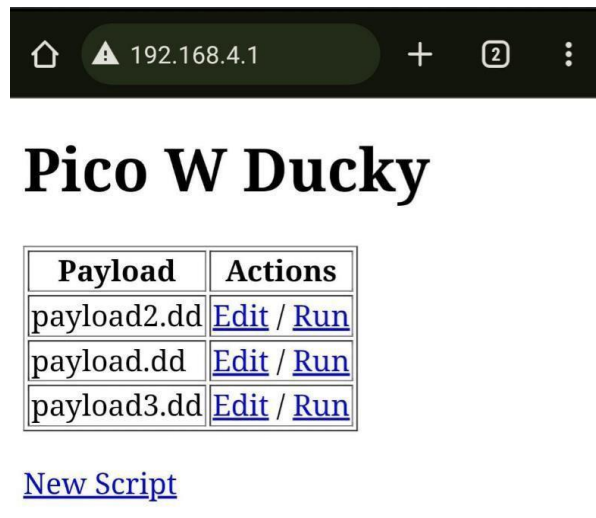 192.168.4.1 2
Pico W Ducky
Payload Actions
payload2.dd Edit / Run
payload.dd Edit / Run
payload3.dd Edit / Run
New Script